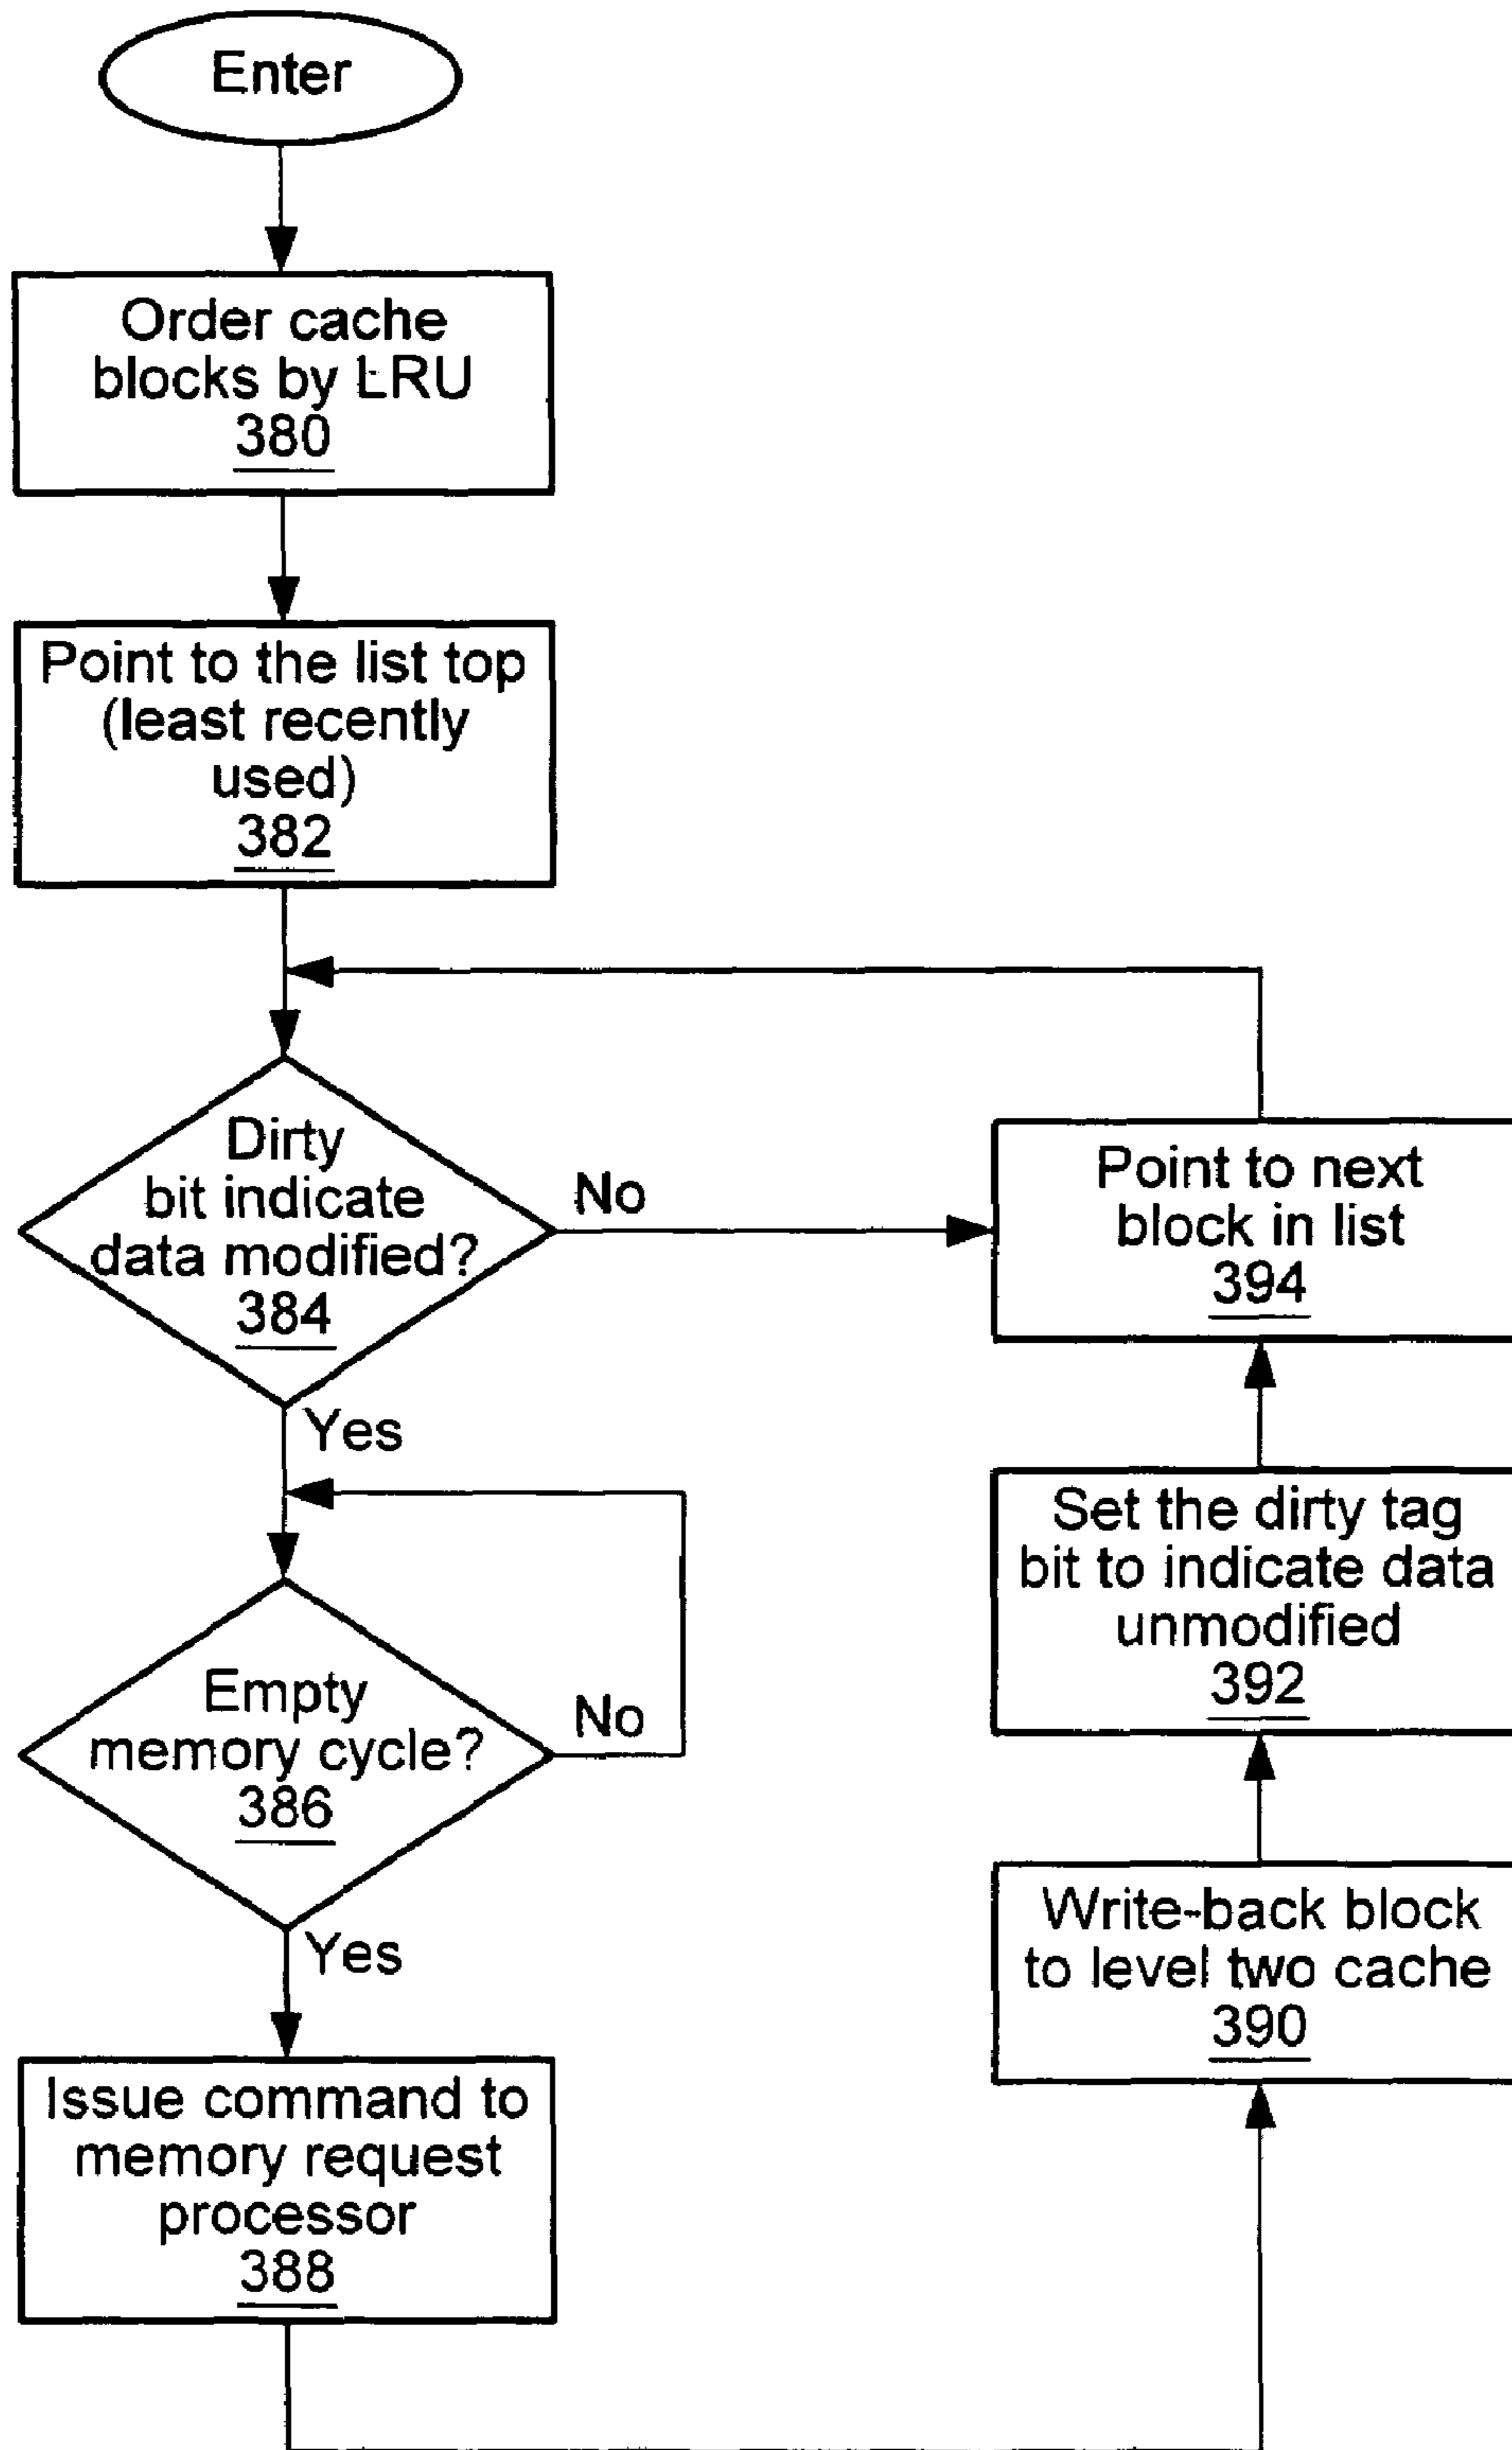 Enter
Order cache
blocks by LRU
380
Point to the list top
(least recently
used)
382
Dirty
bit indicate
data modified?
384
No
Yes
Empty
memory cycle?
386
No
Yes
Issue command to
memory request
processor
388
Point to next
block in list
394
Set the dirty tag
bit to indicate data
unmodified
392
Write-back block
to level two cache
390